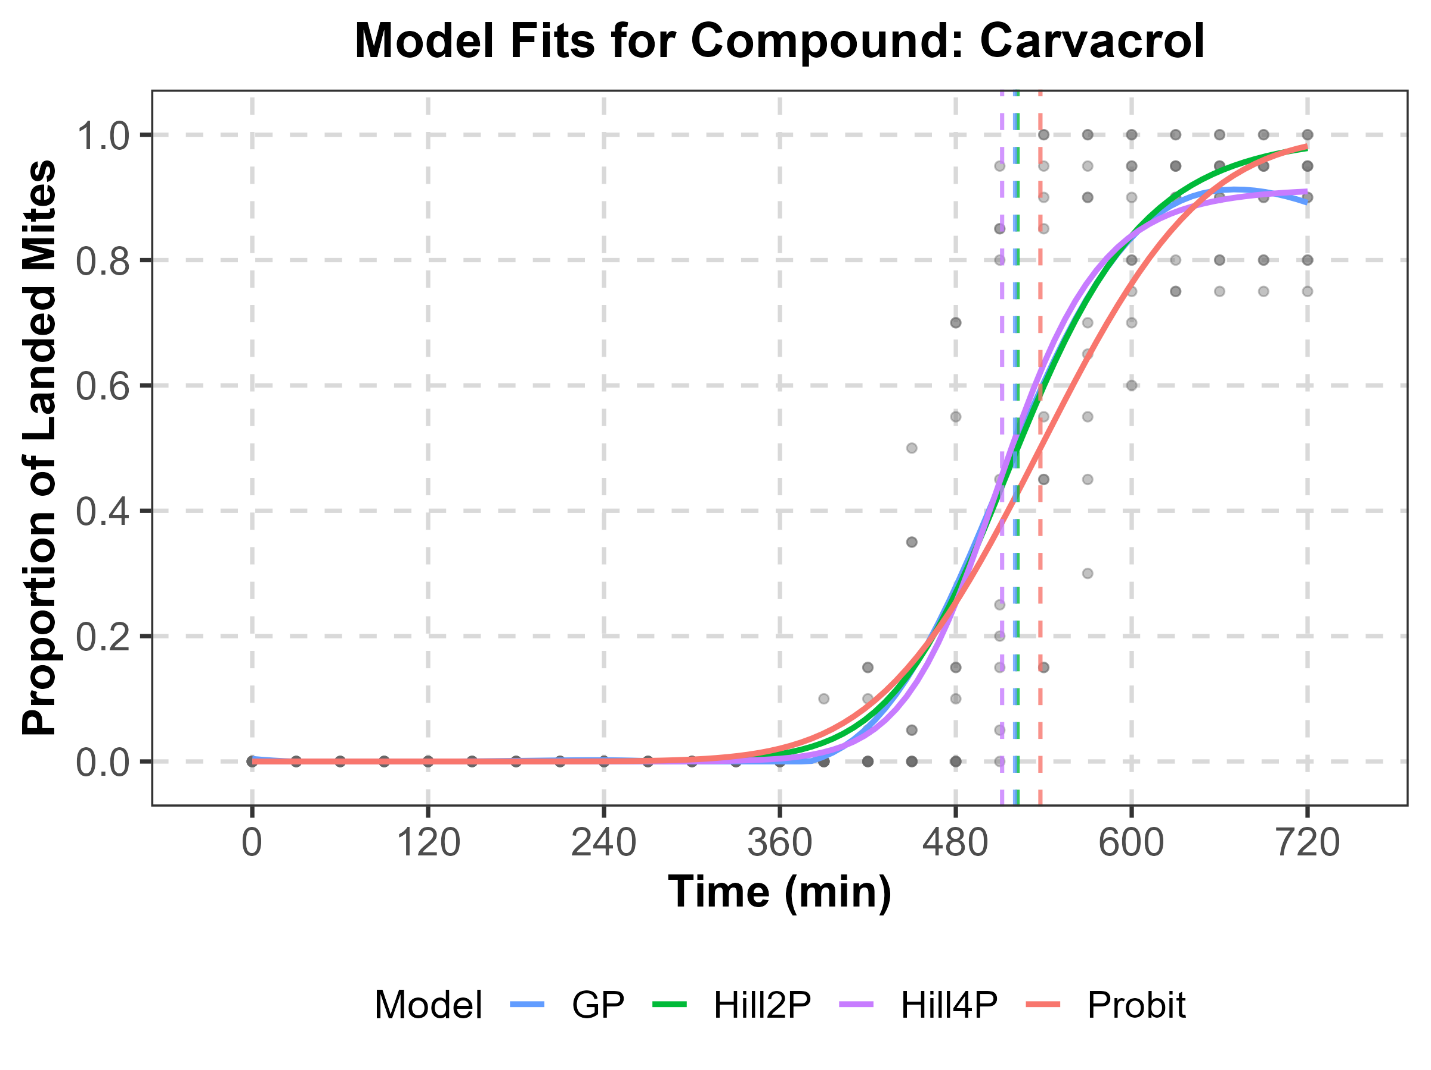 Model Fits for Compound: Carvacrol
Proportion of Landed Mites
1.0
0.8
0.6
0.4
0.2
0.0
0 120 240 360 480 600 720
Time (min)
Model GP Hill2P Hill4P Probit